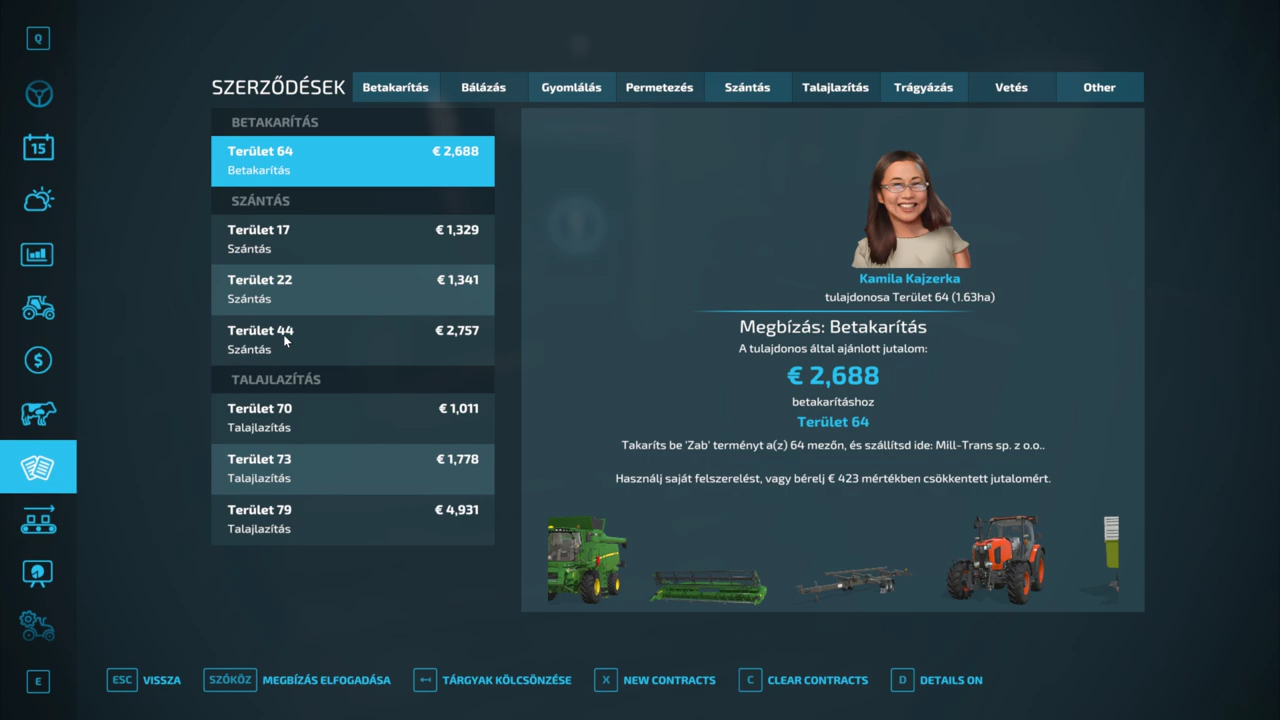 Q
15
E
SZERZŐDÉSEK
Betakarítás
Bálázás
Gyomlálás
Permetezés
Szántás
Talajlazítás
Trágyázás
Vetés
Other
BETAKARÍTÁS
Terület 64 € 2,688
Betakarítás
SZÁNTÁS
Terület 17 € 1,329
Szántás
Terület 22 € 1,341
Szántás
Terület 44 € 2,757
Szántás
TALAJLAZÍTÁS
Terület 70 € 1,011
Talajlazítás
Terület 73 € 1,778
Talajlazítás
Terület 79 € 4,931
Talajlazítás
Kamila Kajzerka
tulajdonosa Terület 64 (1.63ha)
Megbízás: Betakarítás
A tulajdonos által ajánlott jutalom:
€ 2,688
betakarításhoz
Terület 64
Takaríts be 'Zab' terményt a(z) 64 mezőn, és szállítsd ide: Mill-Trans sp. z o.o..
Használj saját felszerelést, vagy bérelj € 423 mértékben csökkentett jutalomért.
ESC VISSZA
SZÓKÖZ MEGBÍZÁS ELFOGADÁSA
TÁRGYAK KÖLCSÖNZÉSE
X NEW CONTRACTS
C CLEAR CONTRACTS
D DETAILS ON